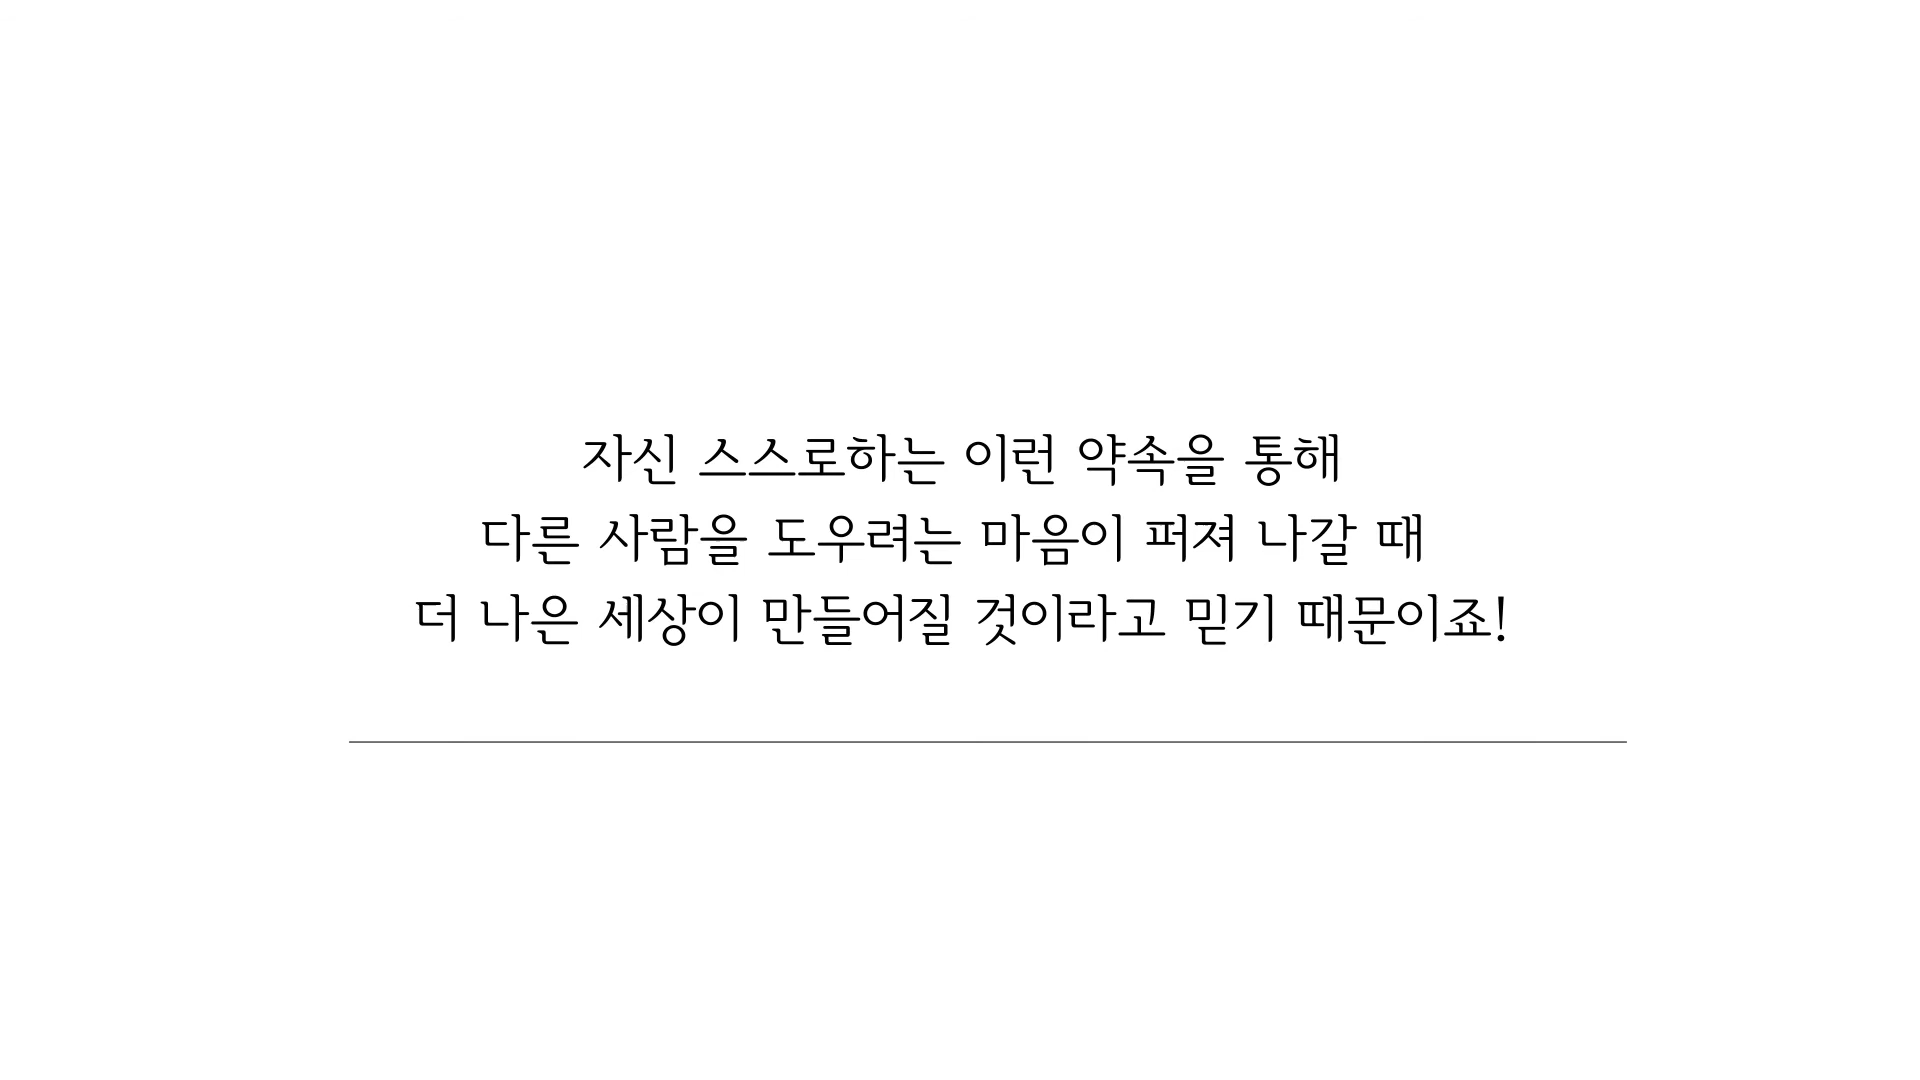 자신 스스로하는 이런 약속을 통해
다른 사람을 도우려는 마음이 퍼져 나갈 때
더 나은 세상이 만들어질 것이라고 믿기 때문이죠!